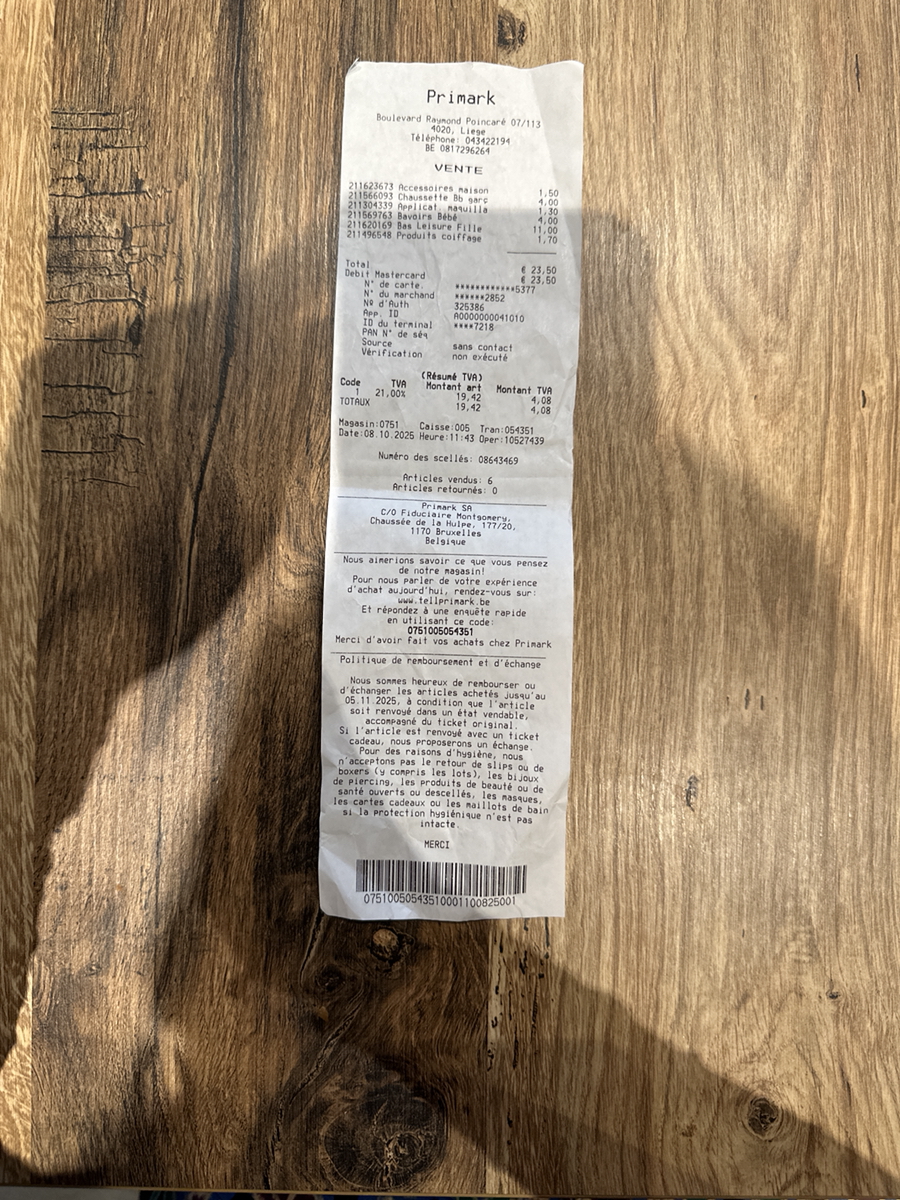 Primark
Boulevard Raymond Poincaré 07/113
4020, Liege
Téléphone: 043422194
BE 0817296264
VENTE
211623673 Accessoires maison 1,50
211566093 Chaussette Bb garç 4,00
211304339 Applicat. maquilla 1,30
211569763 Bavoirs Bébé 4,00
211620169 Bas Leisure Fille 11,00
211496548 Produits coiffage 1,70
Total € 23,50
Debit Mastercard € 23,50
N° de carte. ************5377
N° du marchand ******2852
Nº d'Auth 325386
App. ID A0000000041010
ID du terminal ****7218
PAN N° de séq
Source sans contact
Vérification non exécuté
(Résumé TVA)
Code TVA Montant art Montant TVA
1 21,00% 19,42 4,08
TOTAUX 19,42 4,08
Magasin:0751 Caisse:005 Tran:054351
Date:08.10.2025 Heure:11:43 Oper:10527439
Numéro des scellés: 08643469
Articles vendus: 6
Articles retournés: 0
Primark SA
C/O Fiduciaire Montgomery,
Chaussée de la Hulpe, 177/20,
1170 Bruxelles
Belgique
Nous aimerions savoir ce que vous pensez
de notre magasin!
Pour nous parler de votre expérience
d'achat aujourd'hui, rendez-vous sur:
www.tellprimark.be
Et répondez à une enquête rapide
en utilisant ce code:
0751005054351
Merci d'avoir fait vos achats chez Primark
Politique de remboursement et d'échange
Nous sommes heureux de rembourser ou
d'échanger les articles achetés jusqu'au
05.11.2025, à condition que l'article
soit renvoyé dans un état vendable,
accompagné du ticket original.
Si l'article est renvoyé avec un ticket
cadeau, nous proposerons un échange.
Pour des raisons d'hygiène, nous
n'acceptons pas le retour de slips ou de
boxers (y compris les lots), les bijoux
de piercing, les produits de beauté ou de
santé ouverts ou descellés, les masques,
les cartes cadeaux ou les maillots de bain
si la protection hygiénique n'est pas
intacte.
MERCI
07510050543510001100825001